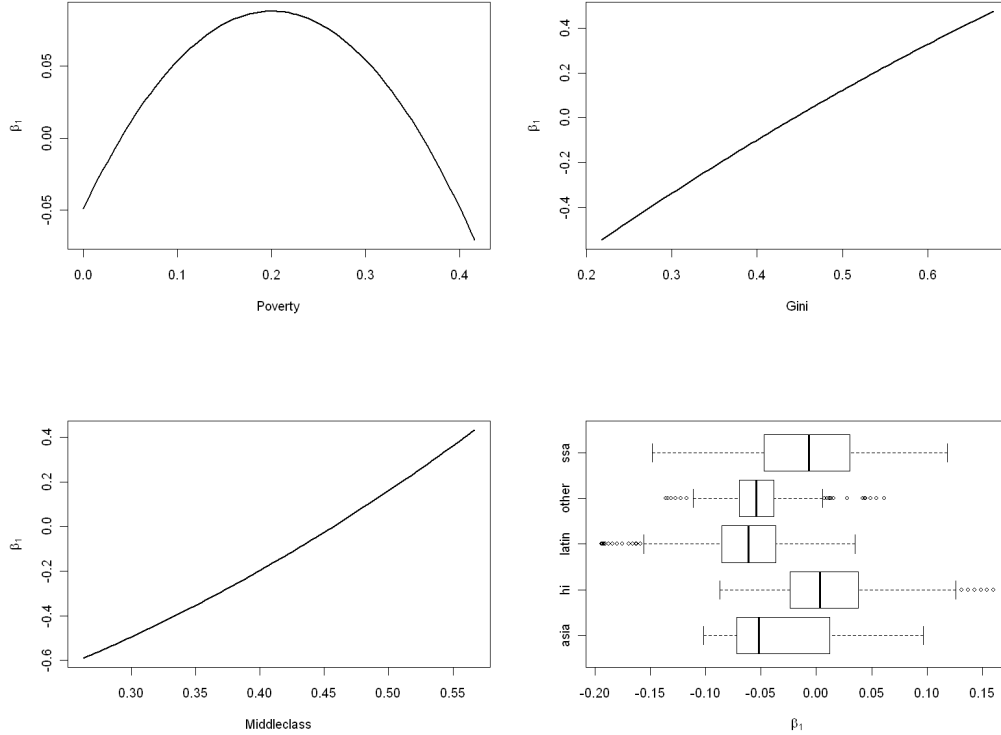 β1
0.05
0.00
-0.05
0.0 0.1 0.2 0.3 0.4
Poverty
β1
0.4
0.2
0.0
-0.2
-0.4
0.2 0.3 0.4 0.5 0.6
Gini
β1
0.4
0.2
0.0
-0.2
-0.4
-0.6
0.30 0.35 0.40 0.45 0.50 0.55
Middleclass
ssa
other
latin
hi
asia
-0.20 -0.15 -0.10 -0.05 0.00 0.05 0.10 0.15
β1